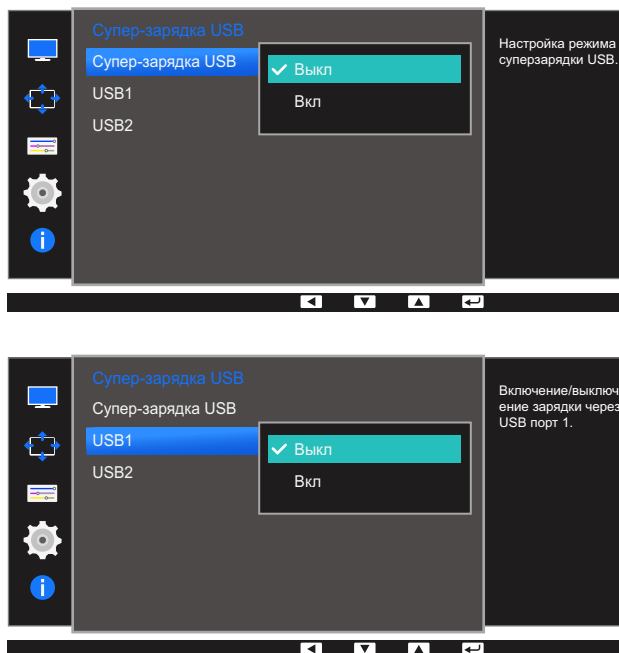 Супер-зарядка USB
Супер-зарядка USB
Выкл
Настройка режима
суперзарядки USB.
USB1
Вкл
USB2
Супер-зарядка USB
Супер-зарядка USB
Включение/выключ
ение зарядки через
USB порт 1.
USB1
Выкл
USB2
Вкл